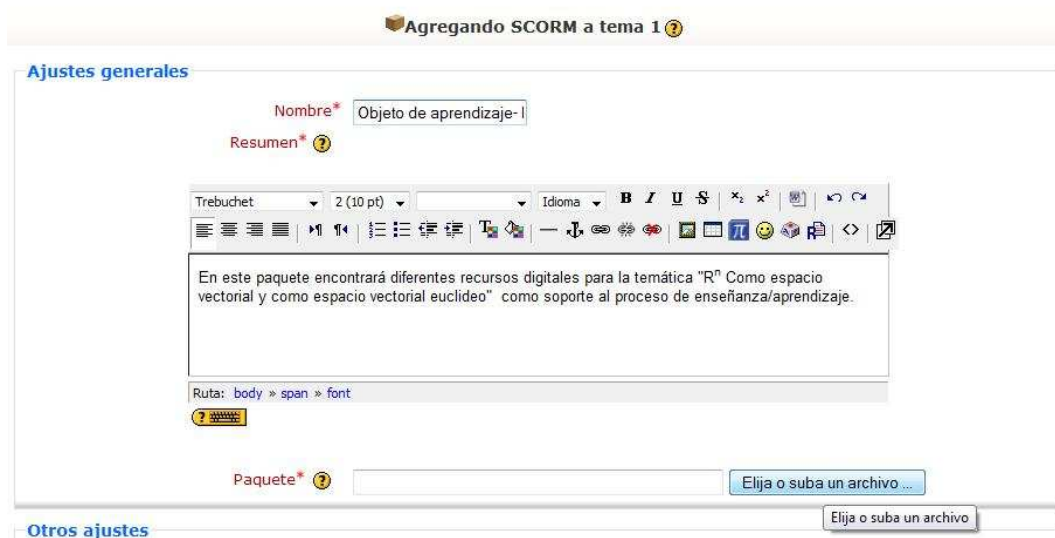 Agregando SCORM a tema 1
Ajustes generales
Nombre* Objeto de aprendizaje- I
Resumen*
Trebuchet 2 (10 pt) Idioma B I U S x₂ x²
En este paquete encontrará diferentes recursos digitales para la temática "Rⁿ Como espacio
vectorial y como espacio vectorial euclideo" como soporte al proceso de enseñanza/aprendizaje.
Ruta: body » span » font
Paquete* Elija o suba un archivo ...
Elija o suba un archivo
Otros ajustes